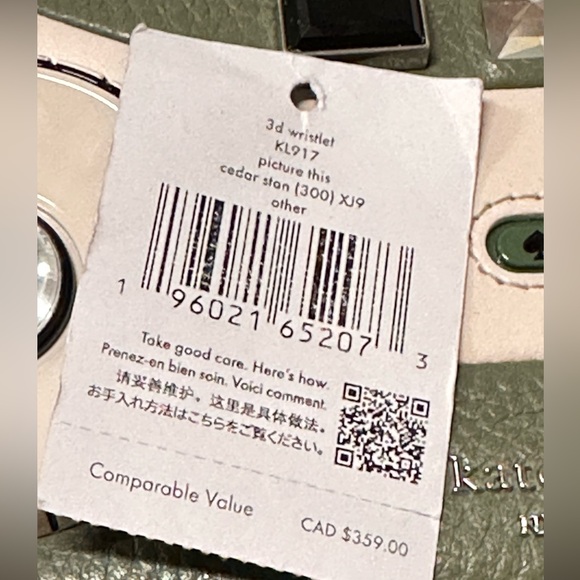 3d wristlet
KL917
picture this
cedar stan (300) XJ9
other
1 96021 65207 3
Take good care. Here's how.
Prenez-en bien soin. Voici comment.
请妥善维护。这里是具体做法。
お手入れ方法はこちらをご覧ください。
Comparable Value
CAD $359.00